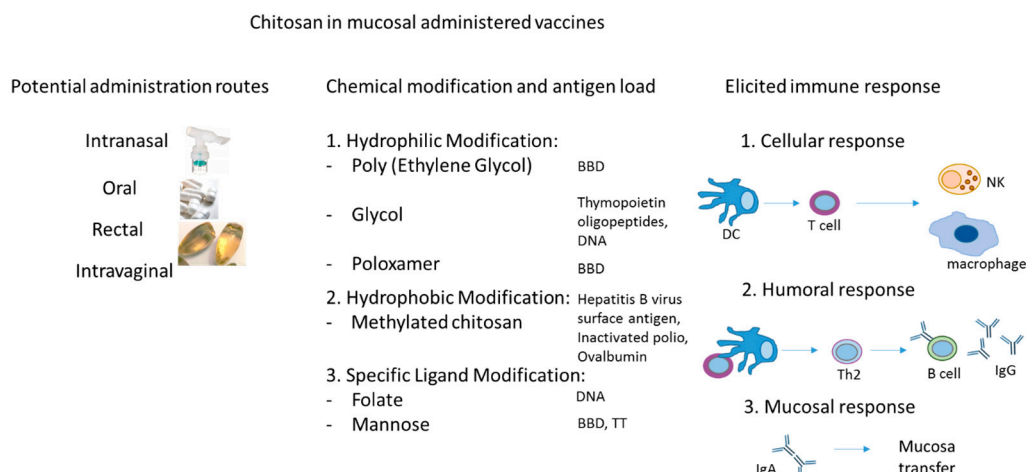 Chitosan in mucosal administered vaccines
Potential administration routes
Intranasal
Oral
Rectal
Intravaginal
Chemical modification and antigen load
1. Hydrophilic Modification:
- Poly (Ethylene Glycol) BBD
- Glycol Thymopoietin
oligopeptides,
DNA
- Poloxamer BBD
2. Hydrophobic Modification: Hepatitis B virus
- Methylated chitosan surface antigen,
Inactivated polio,
Ovalbumin
3. Specific Ligand Modification:
- Folate DNA
- Mannose BBD, TT
Elicited immune response
1. Cellular response
NK
DC
T cell
macrophage
2. Humoral response
Th2
B cell
IgG
3. Mucosal response
IgA
Mucosa
transfer